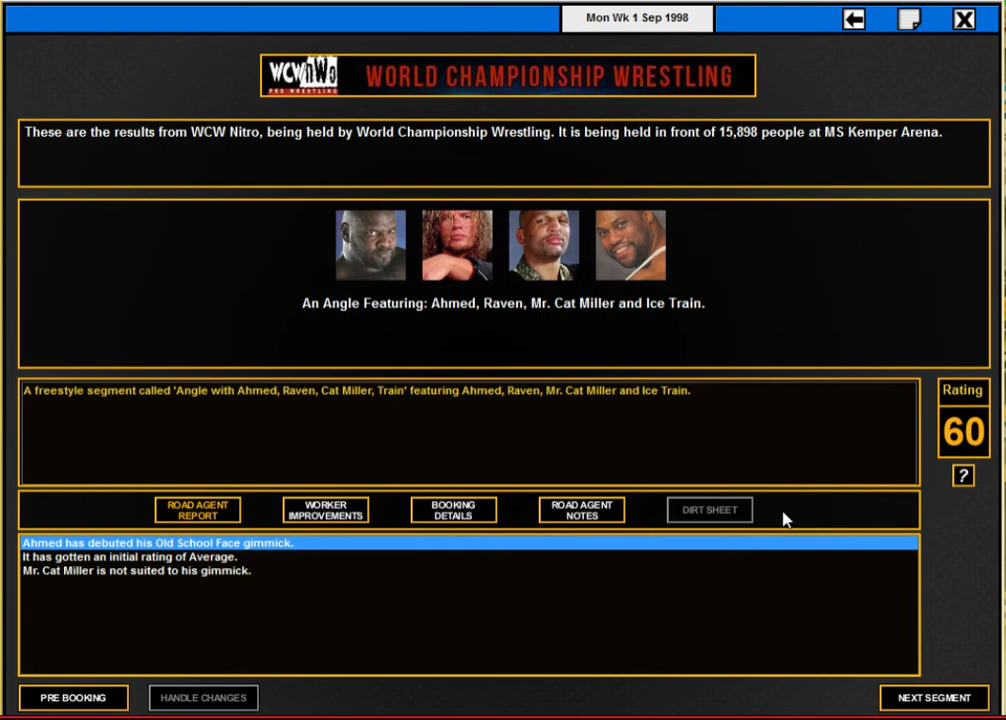 Mon Wk 1 Sep 1998
WCW nWo
PRO WRESTLING
WORLD CHAMPIONSHIP WRESTLING
These are the results from WCW Nitro, being held by World Championship Wrestling. It is being held in front of 15,898 people at MS Kemper Arena.
An Angle Featuring: Ahmed, Raven, Mr. Cat Miller and Ice Train.
A freestyle segment called 'Angle with Ahmed, Raven, Cat Miller, Train' featuring Ahmed, Raven, Mr. Cat Miller and Ice Train.
Rating
60
?
ROAD AGENT REPORT
WORKER IMPROVEMENTS
BOOKING DETAILS
ROAD AGENT NOTES
DIRT SHEET
Ahmed has debuted his Old School Face gimmick.
It has gotten an initial rating of Average.
Mr. Cat Miller is not suited to his gimmick.
PRE BOOKING
HANDLE CHANGES
NEXT SEGMENT